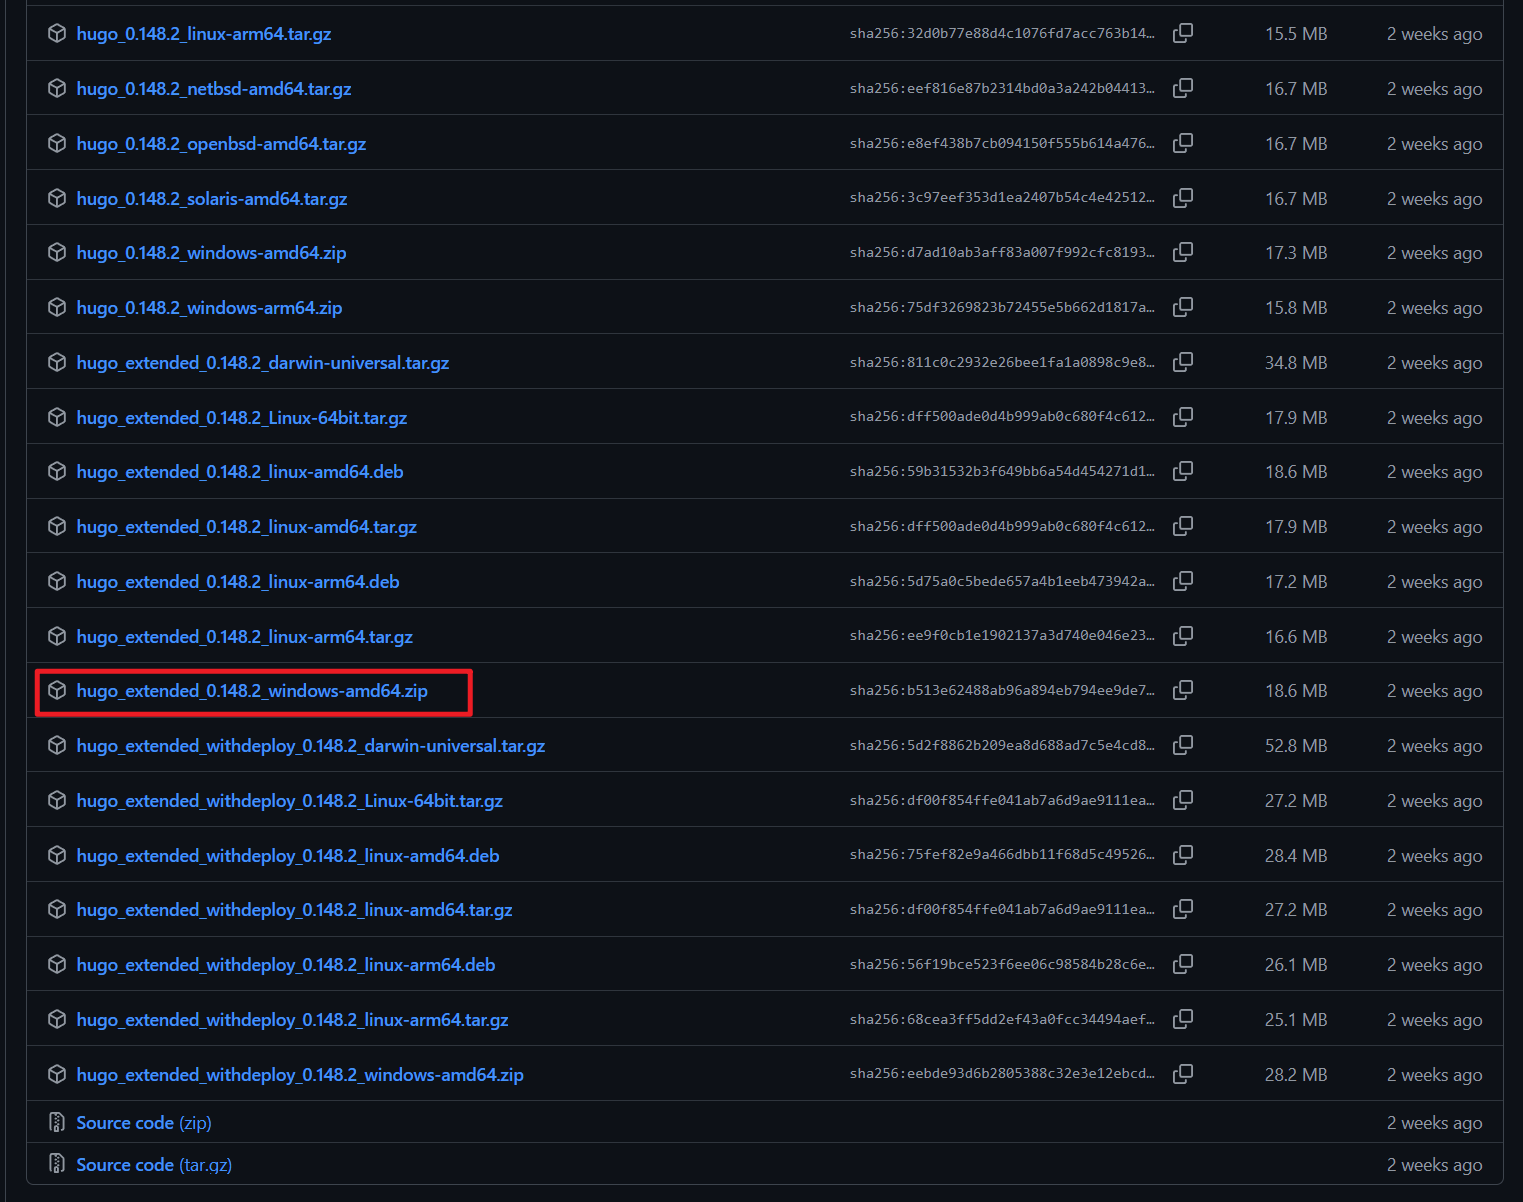 hugo_0.148.2_linux-arm64.tar.gz sha256:32d0b77e88d4c1076fd7acc763b14… 15.5 MB 2 weeks ago
hugo_0.148.2_netbsd-amd64.tar.gz sha256:eef816e87b2314bd0a3a242b04413… 16.7 MB 2 weeks ago
hugo_0.148.2_openbsd-amd64.tar.gz sha256:e8ef438b7cb094150f555b614a476… 16.7 MB 2 weeks ago
hugo_0.148.2_solaris-amd64.tar.gz sha256:3c97eef353d1ea2407b54c4e42512… 16.7 MB 2 weeks ago
hugo_0.148.2_windows-amd64.zip sha256:d7ad10ab3aff83a007f992cfc8193… 17.3 MB 2 weeks ago
hugo_0.148.2_windows-arm64.zip sha256:75df3269823b72455e5b662d1817a… 15.8 MB 2 weeks ago
hugo_extended_0.148.2_darwin-universal.tar.gz sha256:811c0c2932e26bee1fa1a0898c9e8… 34.8 MB 2 weeks ago
hugo_extended_0.148.2_Linux-64bit.tar.gz sha256:dff500ade0d4b999ab0c680f4c612… 17.9 MB 2 weeks ago
hugo_extended_0.148.2_linux-amd64.deb sha256:59b31532b3f649bb6a54d454271d1… 18.6 MB 2 weeks ago
hugo_extended_0.148.2_linux-amd64.tar.gz sha256:dff500ade0d4b999ab0c680f4c612… 17.9 MB 2 weeks ago
hugo_extended_0.148.2_linux-arm64.deb sha256:5d75a0c5bede657a4b1eeb473942a… 17.2 MB 2 weeks ago
hugo_extended_0.148.2_linux-arm64.tar.gz sha256:ee9f0cb1e1902137a3d740e046e23… 16.6 MB 2 weeks ago
hugo_extended_0.148.2_windows-amd64.zip sha256:b513e62488ab96a894eb794ee9de7… 18.6 MB 2 weeks ago
hugo_extended_withdeploy_0.148.2_darwin-universal.tar.gz sha256:5d2f8862b209ea8d688ad7c5e4cd8… 52.8 MB 2 weeks ago
hugo_extended_withdeploy_0.148.2_Linux-64bit.tar.gz sha256:df00f854ffe041ab7a6d9ae9111ea… 27.2 MB 2 weeks ago
hugo_extended_withdeploy_0.148.2_linux-amd64.deb sha256:75fef82e9a466dbb11f68d5c49526… 28.4 MB 2 weeks ago
hugo_extended_withdeploy_0.148.2_linux-amd64.tar.gz sha256:df00f854ffe041ab7a6d9ae9111ea… 27.2 MB 2 weeks ago
hugo_extended_withdeploy_0.148.2_linux-arm64.deb sha256:56f19bce523f6ee06c98584b28c6e… 26.1 MB 2 weeks ago
hugo_extended_withdeploy_0.148.2_linux-arm64.tar.gz sha256:68cea3ff5dd2ef43a0fcc34494aef… 25.1 MB 2 weeks ago
hugo_extended_withdeploy_0.148.2_windows-amd64.zip sha256:eebde93d6b2805388c32e3e12ebcd… 28.2 MB 2 weeks ago
Source code (zip) 2 weeks ago
Source code (tar.gz) 2 weeks ago